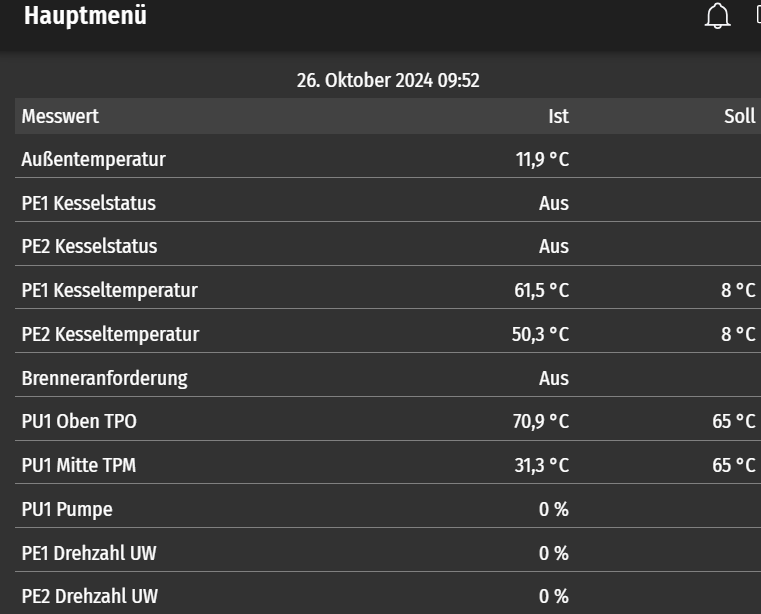 Hauptmenü
26. Oktober 2024 09:52
Messwert Ist Soll
Außentemperatur 11,9 °C
PE1 Kesselstatus Aus
PE2 Kesselstatus Aus
PE1 Kesseltemperatur 61,5 °C 8 °C
PE2 Kesseltemperatur 50,3 °C 8 °C
Brenneranforderung Aus
PU1 Oben TPO 70,9 °C 65 °C
PU1 Mitte TPM 31,3 °C 65 °C
PU1 Pumpe 0 %
PE1 Drehzahl UW 0 %
PE2 Drehzahl UW 0 %